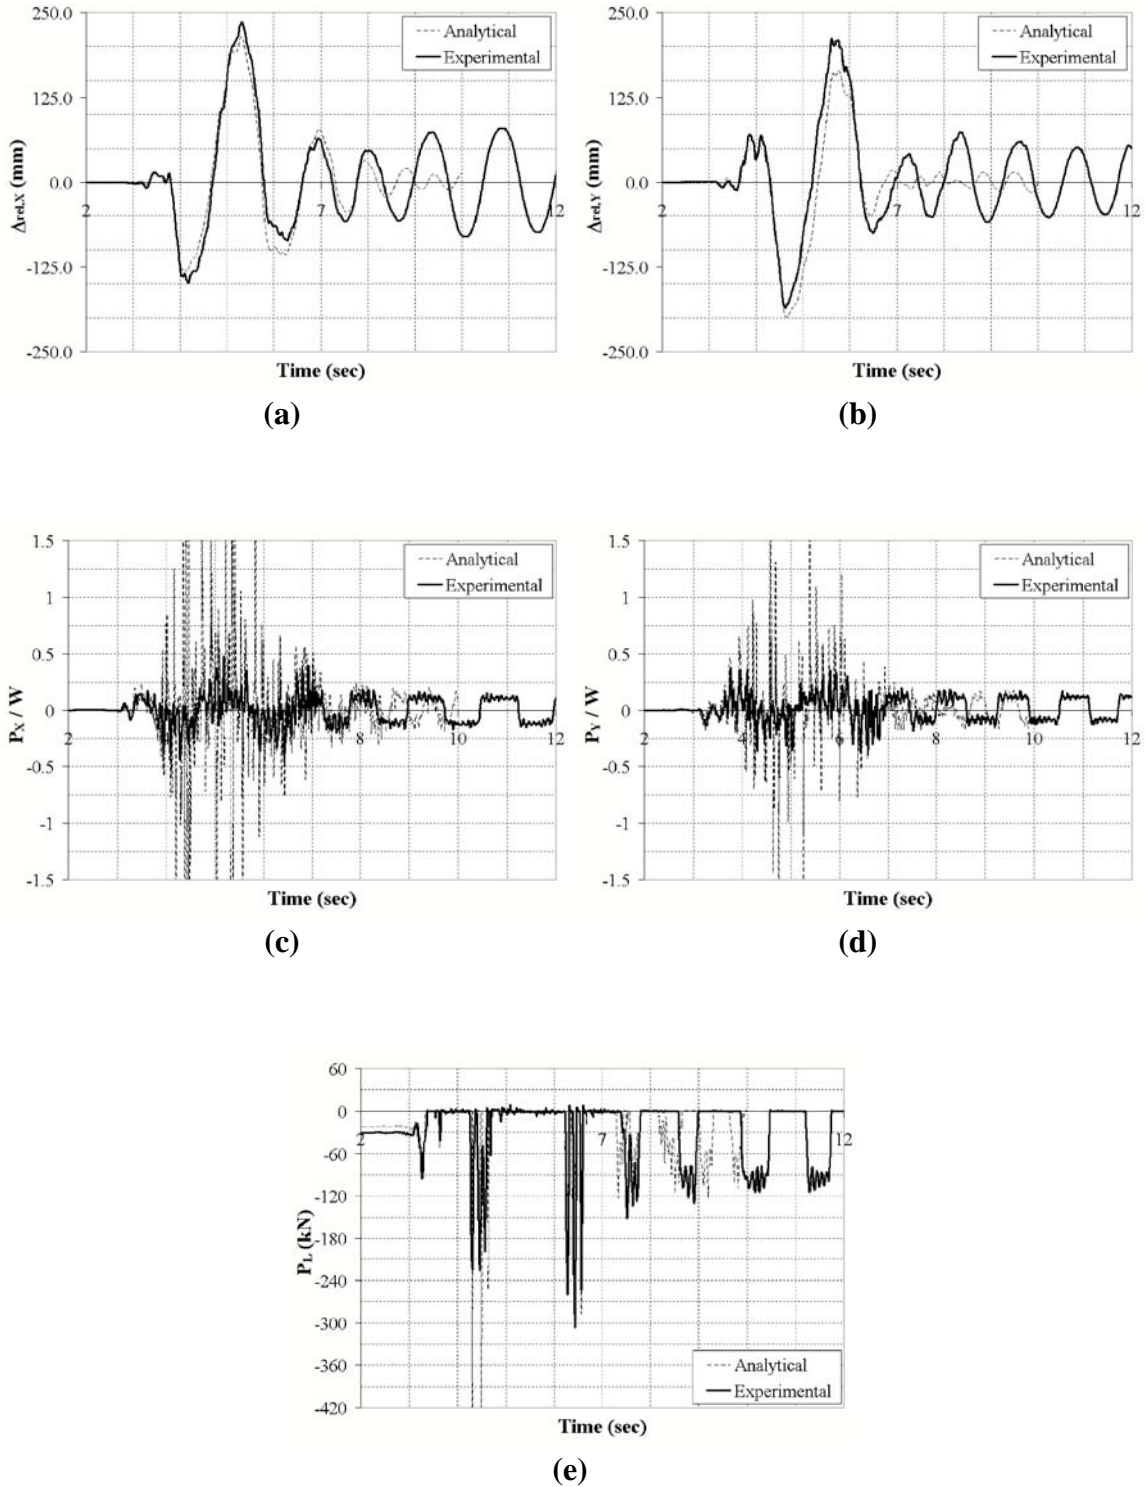 250.0
125.0
0.0
-125.0
-250.0
2
7
12
Δrel,X (mm)
Time (sec)
Analytical
Experimental
(a)
250.0
125.0
0.0
-125.0
-250.0
2
7
12
Δrel,Y (mm)
Time (sec)
Analytical
Experimental
(b)
1.5
1
0.5
0
-0.5
-1
-1.5
2
8
10
12
PX / W
Time (sec)
Analytical
Experimental
(c)
1.5
1
0.5
0
-0.5
-1
-1.5
2
4
6
8
10
12
PY / W
Time (sec)
Analytical
Experimental
(d)
60
0
-60
-120
-180
-240
-300
-360
-420
2
7
12
PL (kN)
Time (sec)
Analytical
Experimental
(e)